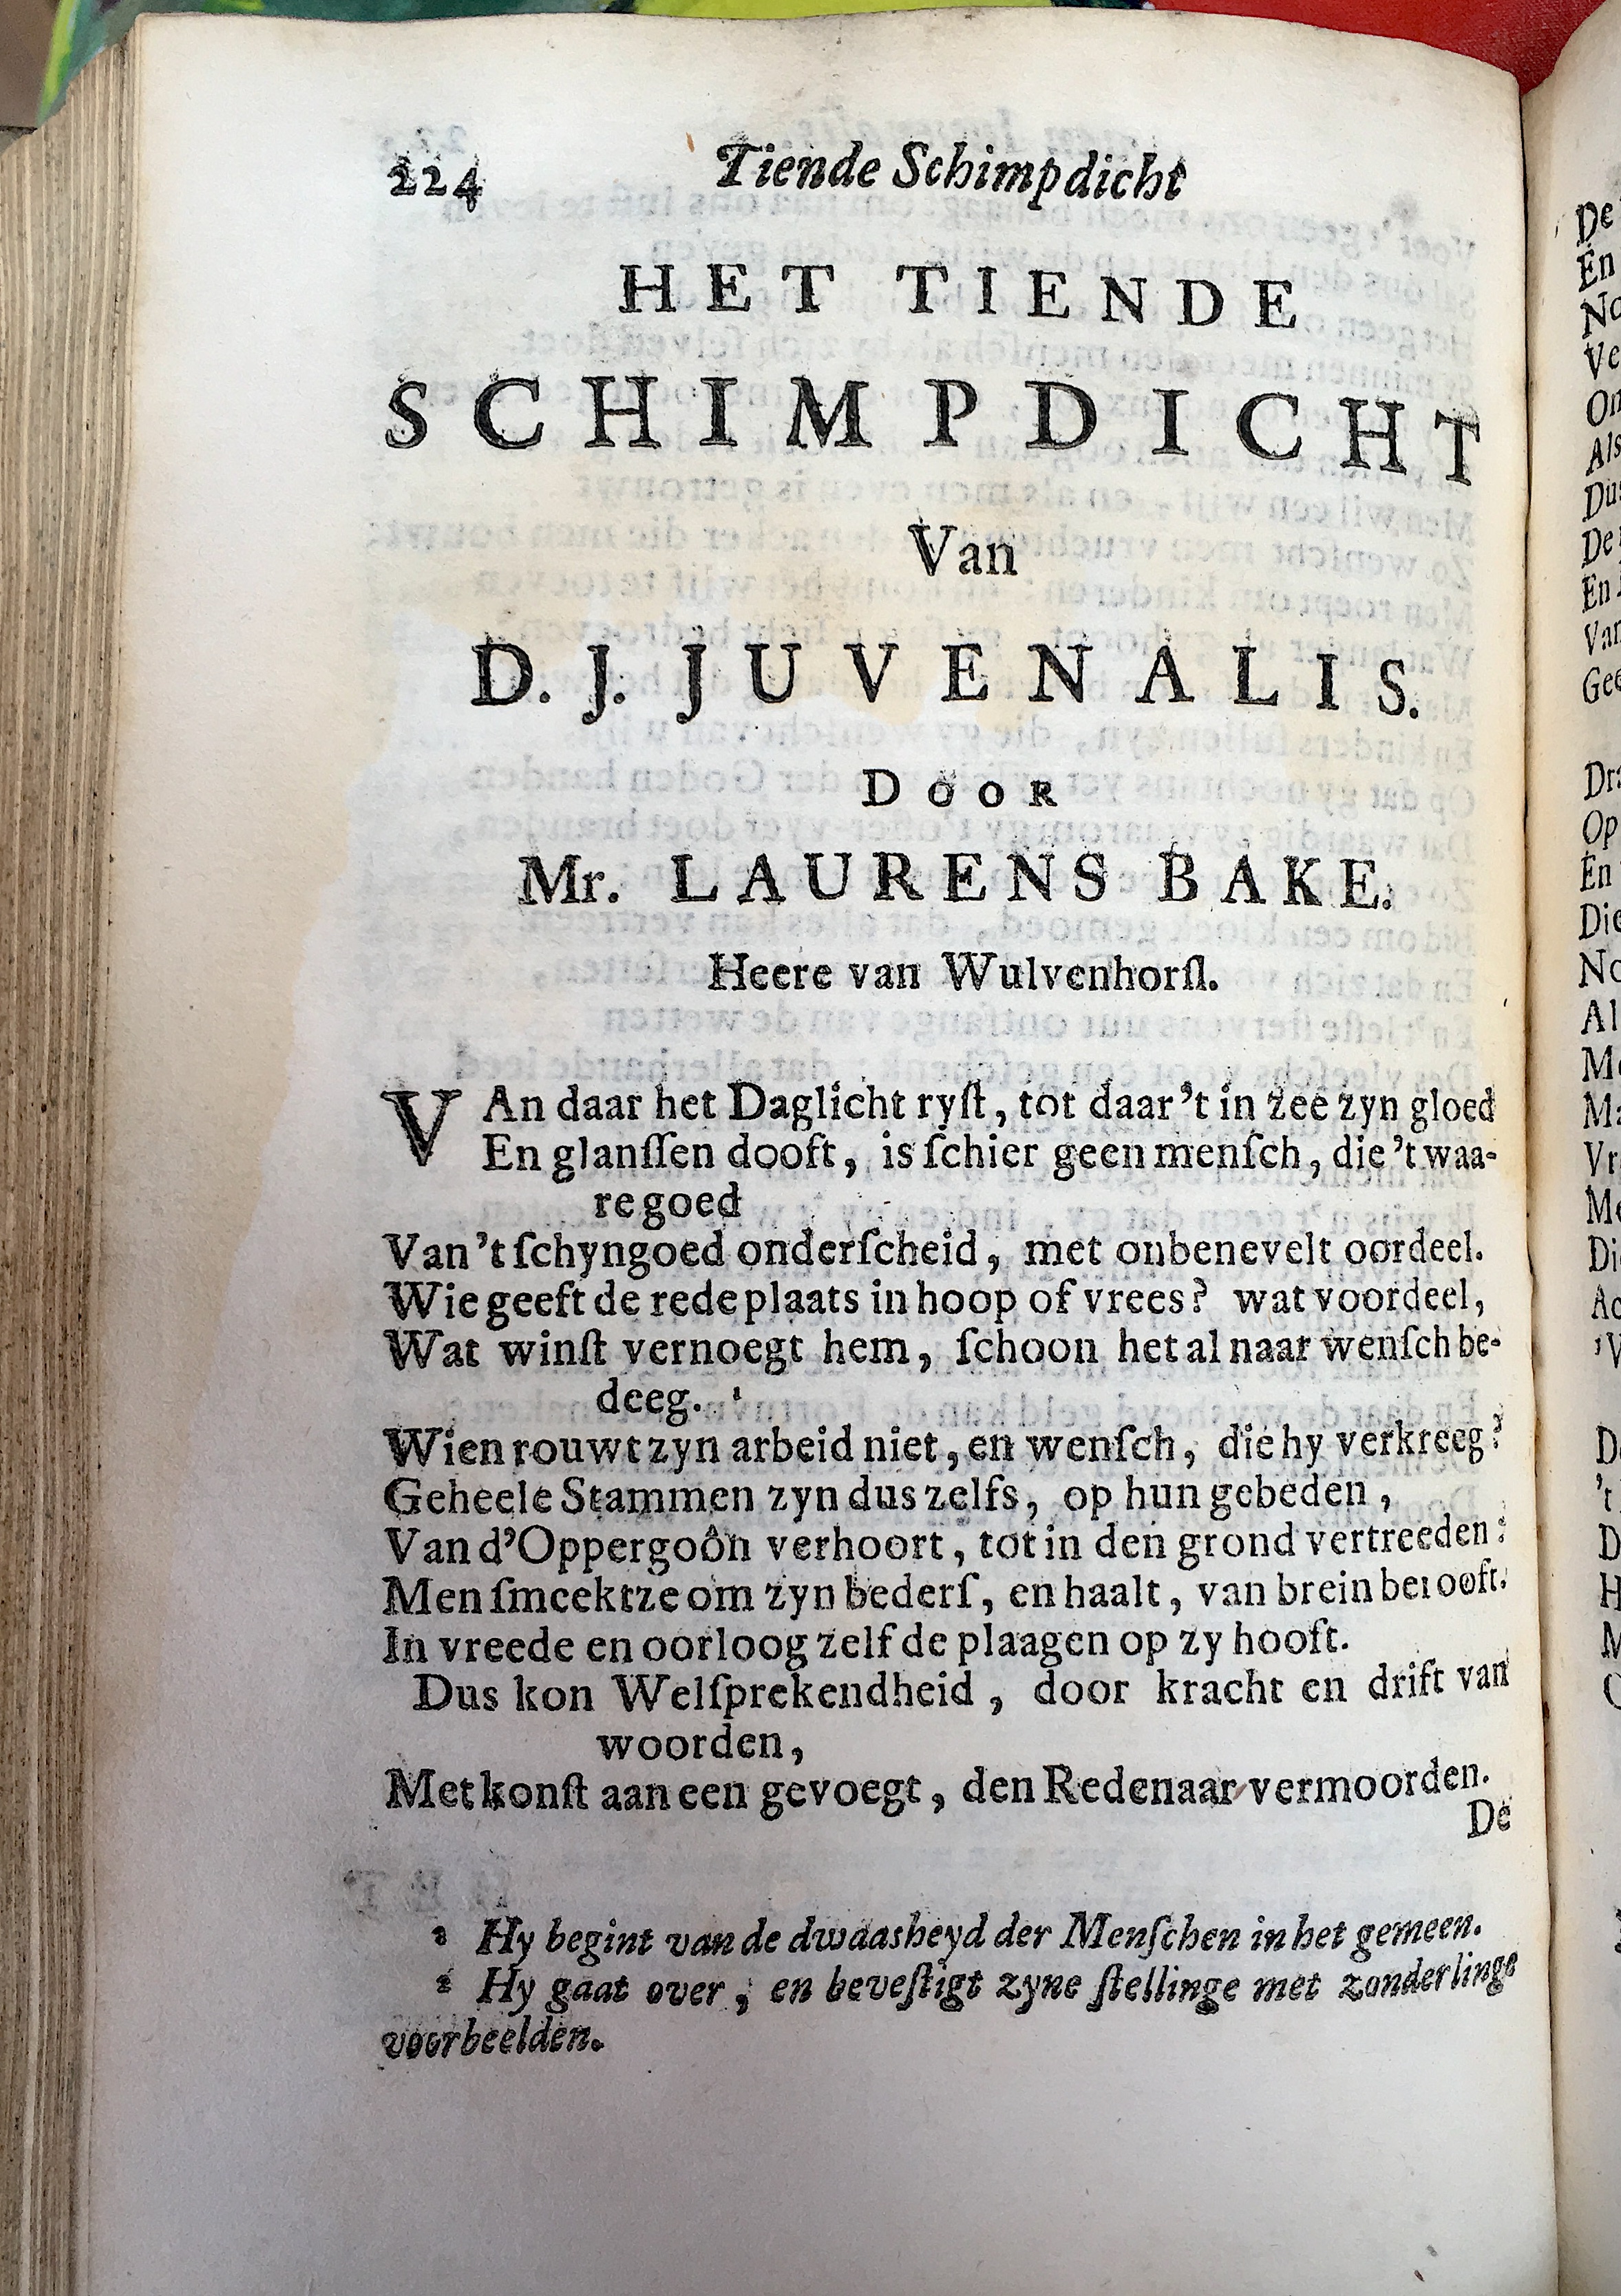 224 Tiende Schimpdicht
HET TIENDE
SCHIMPDICHT
Van
D. J. JUVENALIS.
DOOR
Mr. LAURENS BAKE.
Heere van Wulvenhorſt.
VAn daar het Daglicht ryſt, tot daar 't in zee zyn gloed
En glanſſen dooft, is ſchier geen menſch, die 't waa-
re goed
Van 't ſchyngoed onderſcheid, met onbenevelt oordeel.
Wie geeft de rede plaats in hoop of vrees? wat voordeel,
Wat winſt vernoegt hem, ſchoon het al naar wenſch be-
deeg.
Wien rouwt zyn arbeid niet, en wenſch, die hy verkreeg?
Geheele Stammen zyn dus zelfs, op hun gebeden,
Van d'Oppergoôn verhoort, tot in den grond vertreeden:
Men ſmeekt ze om zyn bederf, en haalt, van brein berooft.
In vreede en oorloog zelf de plaagen op zy hooft.
Dus kon Welſprekendheid, door kracht en drift van
woorden,
Met konſt aan een gevoegt, den Redenaar vermoorden.
De
Hy begint van de dwaasheyd der Menſchen in het gemeen.
Hy gaat over, en beveſtigt zyne ſtellinge met zonderlinge
voorbeelden.